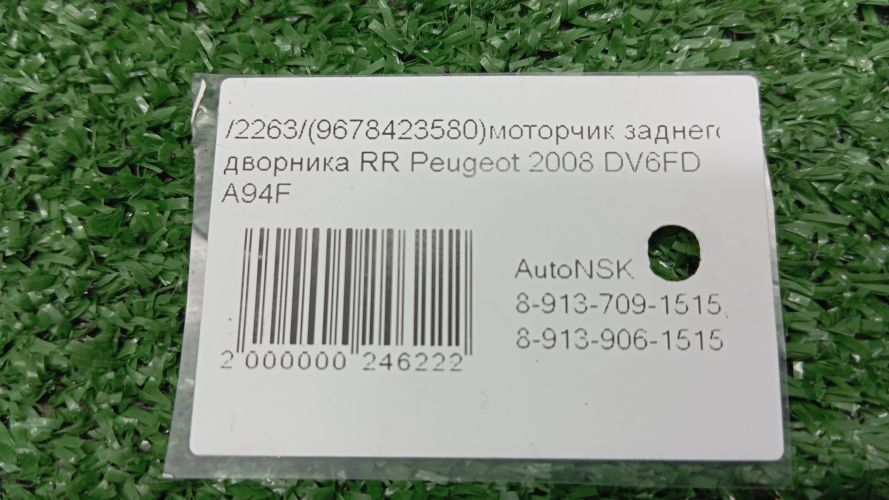 /2263/(9678423580)моторчик заднего
дворника RR Peugeot 2008 DV6FD
A94F
AutoNSK
8-913-709-1515,
8-913-906-1515
2 000000 246222